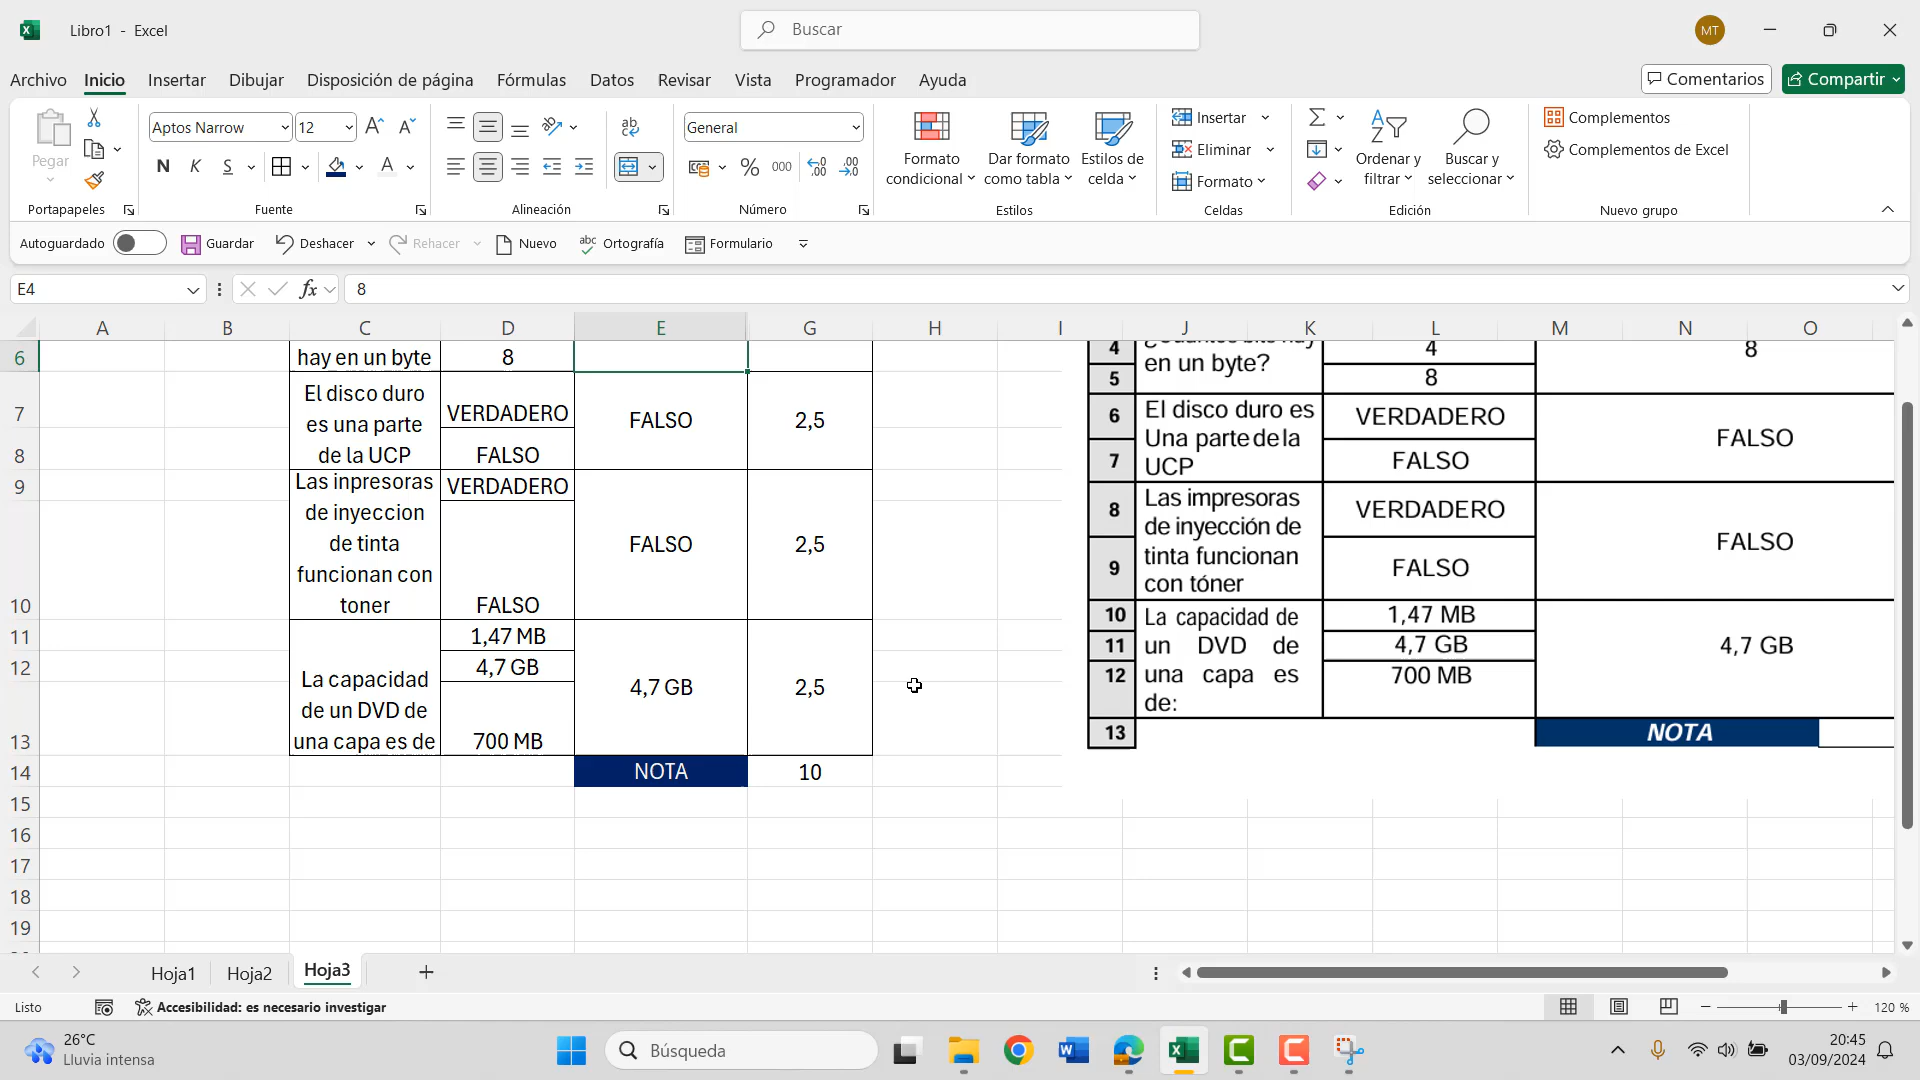 Libro1 - Excel
Buscar
MT
Archivo Inicio Insertar Dibujar Disposición de página Fórmulas Datos Revisar Vista Programador Ayuda
Comentarios
Compartir
Pegar
Portapapeles
Aptos Narrow
12
N K S
Fuente
Alineación
General
% 000
Número
Formato
condicional
Dar formato
como tabla
Estilos de
celda
Estilos
Insertar
Eliminar
Formato
Celdas
Ordenar y
filtrar
Buscar y
seleccionar
Edición
Complementos
Complementos de Excel
Nuevo grupo
Autoguardado
Guardar
Deshacer
Rehacer
Nuevo
Ortografía
Formulario
E4
fx
8
A B C D E G H I J K L M N O
6 hay en un byte 8
7
8
El disco duro
es una parte
de la UCP
VERDADERO
FALSO
FALSO
2,5
9
10
Las inpresoras
de inyeccion
de tinta
funcionan con
toner
VERDADERO
FALSO
FALSO
2,5
11
12
13
La capacidad
de un DVD de
una capa es de
1,47 MB
4,7 GB
700 MB
4,7 GB
2,5
14 NOTA 10
15
16
17
18
19
4
5
en un byte?
4
8
8
6
7
El disco duro es
Una parte de la
UCP
VERDADERO
FALSO
FALSO
8
9
Las impresoras
de inyección de
tinta funcionan
con tóner
VERDADERO
FALSO
FALSO
10
11
12
La capacidad de
un DVD de
una capa es
de:
1,47 MB
4,7 GB
700 MB
4,7 GB
13 NOTA
Hoja1 Hoja2 Hoja3
Listo
Accesibilidad: es necesario investigar
120 %
26°C
Lluvia intensa
Búsqueda
20:45
03/09/2024